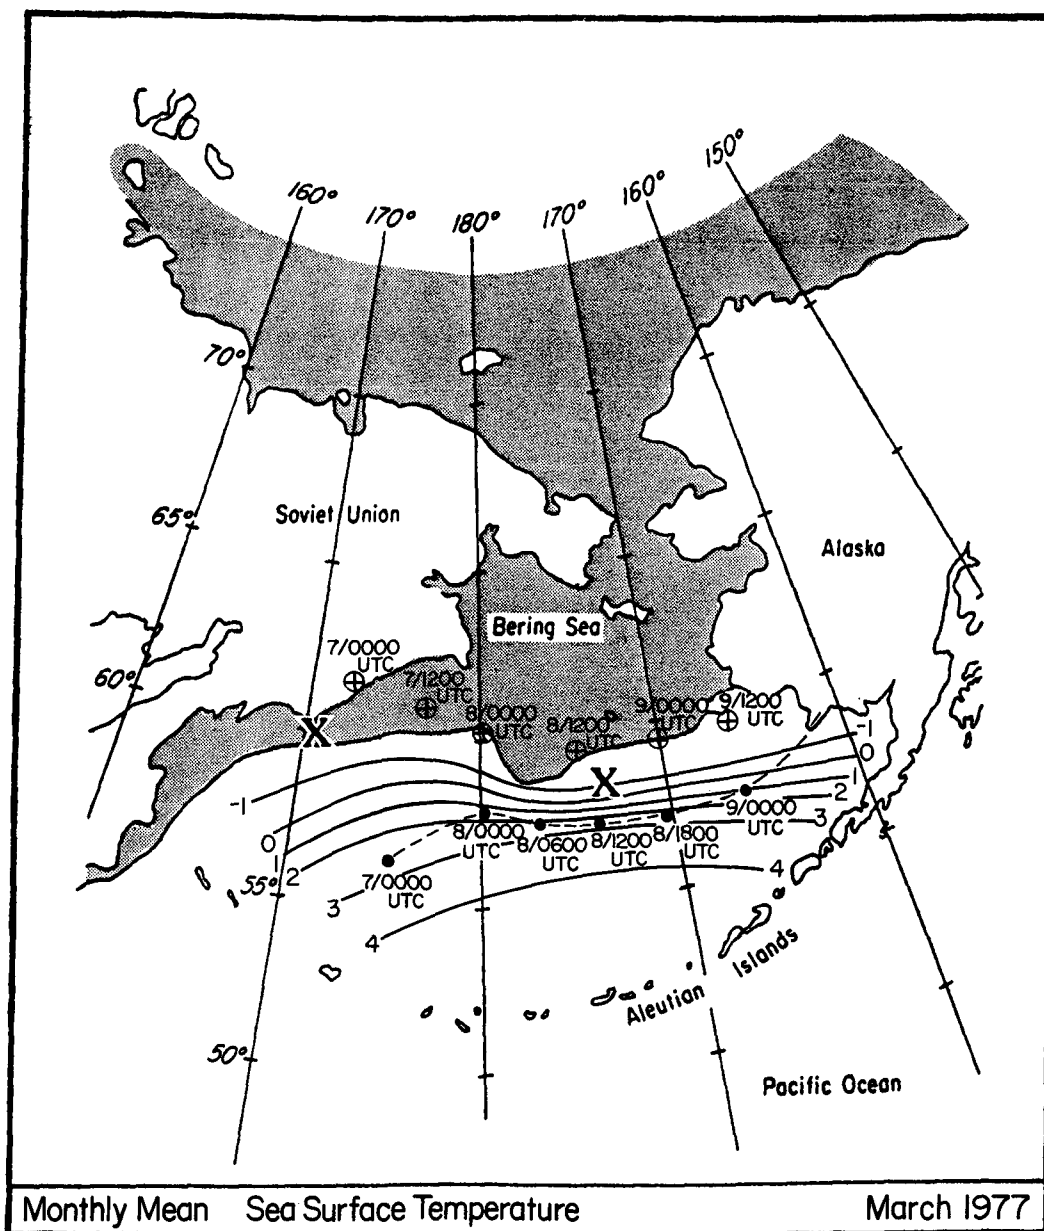 160°
170°
180°
170°
160°
150°
70°
65°
60°
55°
50°
Soviet Union
Alaska
Bering Sea
7/0000
UTC
7/1200
UTC
8/0000
UTC
8/1200
UTC
9/0000
UTC
9/1200
UTC
X
X
-1
0
1
2
3
4
-1
0
1
2
3
4
7/0000
UTC
8/0000
UTC
8/0600
UTC
8/1200
UTC
8/1800
UTC
9/0000
UTC
Aleutian Islands
Pacific Ocean
Monthly Mean Sea Surface Temperature March 1977